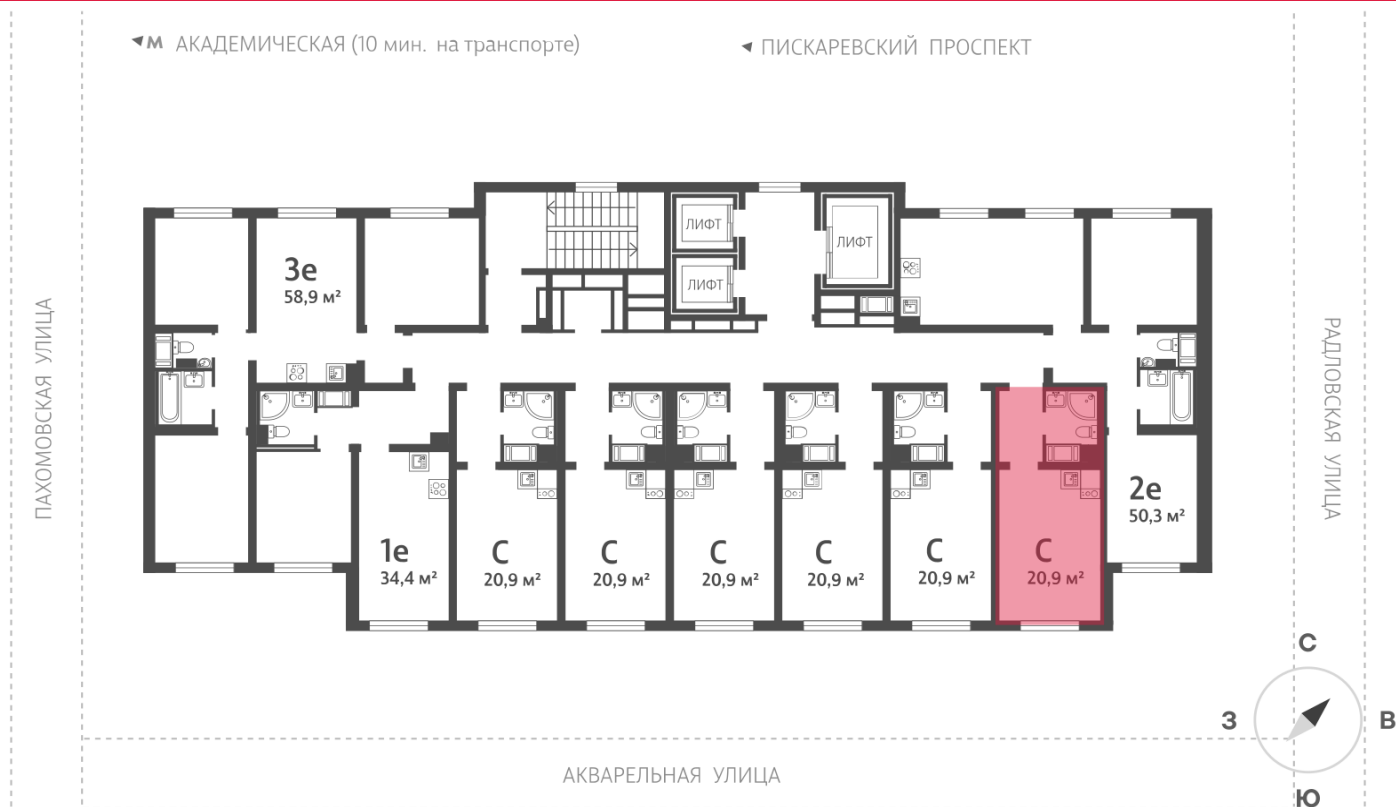 М АКАДЕМИЧЕСКАЯ (10 мин. на транспорте)
ПИСКАРЕВСКИЙ ПРОСПЕКТ
ПАХОМОВСКАЯ УЛИЦА
РАДЛОВСКАЯ УЛИЦА
ЛИФТ
ЛИФТ
ЛИФТ
3е
58,9 м²
2е
50,3 м²
1е
34,4 м²
С
20,9 м²
С
20,9 м²
С
20,9 м²
С
20,9 м²
С
20,9 м²
С
20,9 м²
С
З
В
Ю
АКВАРЕЛЬНАЯ УЛИЦА